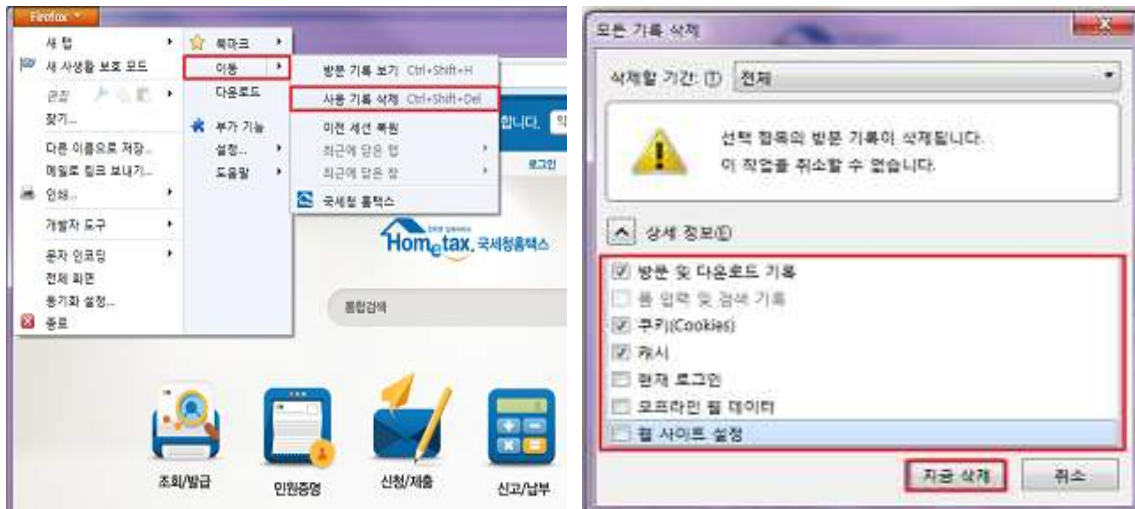 Firefox
새 탭
새 사생활 보호 모드
편집
찾기...
다른 이름으로 저장...
메일로 링크 보내기...
인쇄...
개발자 도구
문자 인코딩
전체 화면
동기화 설정...
종료
북마크
이동
다운로드
부가 기능
설정...
도움말
방문 기록 보기 Ctrl+Shift+H
사용 기록 삭제 Ctrl+Shift+Del
이전 세션 복원
최근에 닫은 탭
최근에 닫은 창
국세청 홈택스
합니다.
로그인
Hometax. 국세청홈택스
통합검색
조회/발급
민원증명
신청/제출
신고/납부
모든 기록 삭제
삭제할 기간: (T) 전체
선택 항목의 방문 기록이 삭제됩니다.
이 작업을 취소할 수 없습니다.
상세 정보(E)
방문 및 다운로드 기록
폼 입력 및 검색 기록
쿠키(Cookies)
캐시
현재 로그인
오프라인 웹 데이터
웹 사이트 설정
지금 삭제
취소